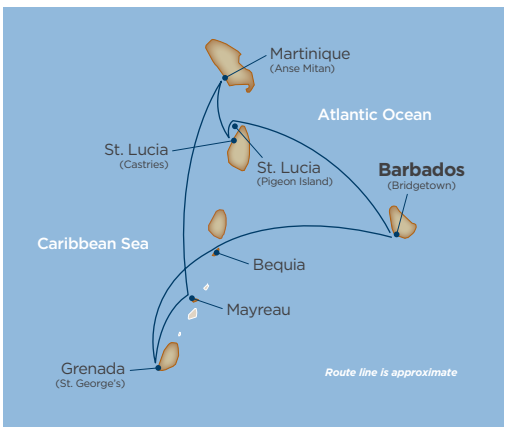 Martinique
(Anse Mitan)
Atlantic Ocean
St. Lucia
(Castries)
St. Lucia
(Pigeon Island)
Barbados
(Bridgetown)
Caribbean Sea
Bequia
Mayreau
Grenada
(St. George's)
Route line is approximate